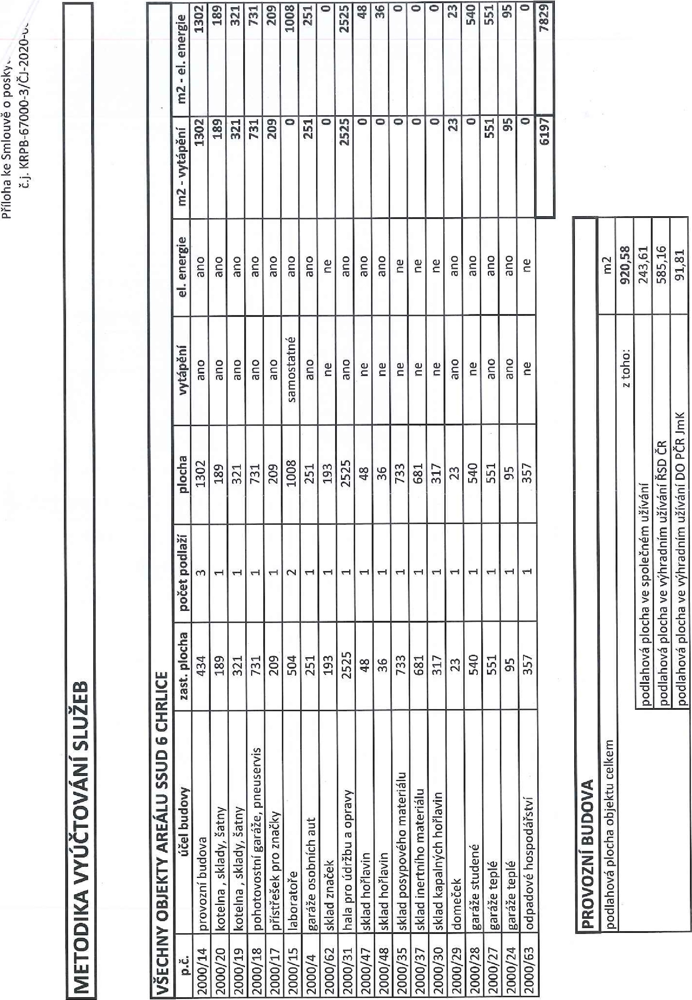 Příloha ke Smlouvě o
č.j. KRPB-67000-3/ČJ-2020-
METODIKA VYÚČTOVÁNÍ SLUŽEB
VŠECHNY OBJEKTY AREÁLU SSUD 6 CHRLICE
p.č. účel budovy zast. plocha počet podlaží plocha vytápění el. energie m2 - vytápění m2 - el. energie
2000/14 provozní budova 434 3 1302 ano ano 1302 1302
2000/20 kotelna , sklady, šatny 189 1 189 ano ano 189 189
2000/19 kotelna , sklady, šatny 321 1 321 ano ano 321 321
2000/18 pohotovostní garáže, pneuservis 731 1 731 ano ano 731 731
2000/17 přístřešek pro značky 209 1 209 ano ano 209 209
2000/15 laboratoře 504 2 1008 samostatné ano 0 1008
2000/4 garáže osobních aut 251 1 251 ano ano 251 251
2000/62 sklad značek 193 1 193 ne ne 0 0
2000/31 hala pro údržbu a opravy 2525 1 2525 ano ano 2525 2525
2000/47 sklad hořlavin 48 1 48 ne ano 0 48
2000/48 sklad hořlavin 36 1 36 ne ano 0 36
2000/35 sklad posypového materiálu 733 1 733 ne ne 0 0
2000/37 sklad inertního materiálu 681 1 681 ne ne 0 0
2000/30 sklad kapalných hořlavin 317 1 317 ne ne 0 0
2000/29 domeček 23 1 23 ano ano 23 23
2000/28 garáže studené 540 1 540 ne ano 0 540
2000/27 garáže teplé 551 1 551 ano ano 551 551
2000/24 garáže teplé 95 1 95 ano ano 95 95
2000/63 odpadové hospodářství 357 1 357 ne ne 0 0
6197 7829
PROVOZNÍ BUDOVA
podlahová plocha objektu celkem m2
z toho: 920,58
podlahová plocha ve společném užívání 243,61
podlahová plocha ve výhradním užívání ŘSD ČR 585,16
podlahová plocha ve výhradním užívání DO PČR JmK 91,81